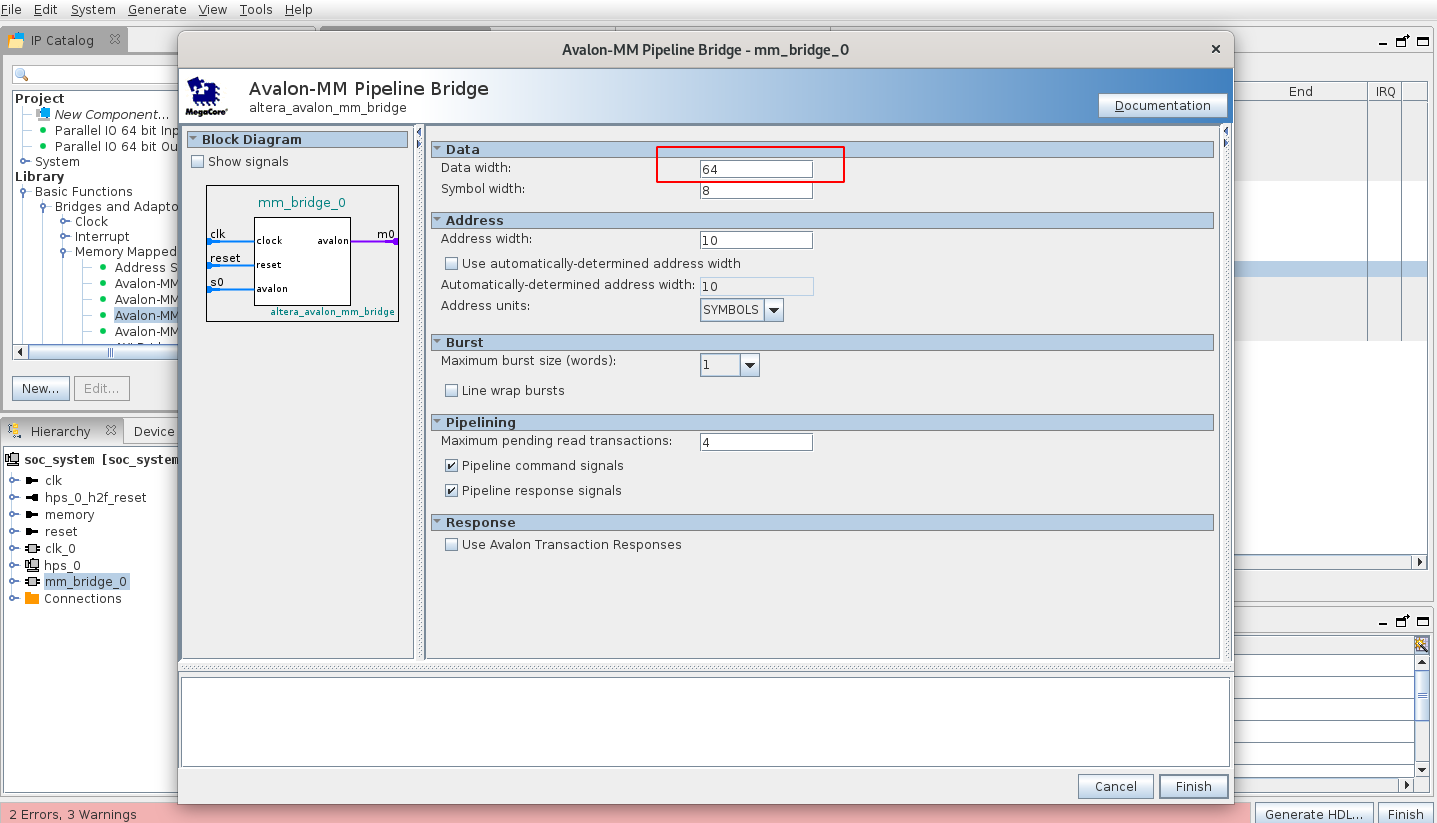 File Edit System Generate View Tools Help
IP Catalog
Avalon-MM Pipeline Bridge - mm_bridge_0
MegaCore®
Avalon-MM Pipeline Bridge
altera_avalon_mm_bridge
Documentation
End IRQ
Project
New Component...
Parallel IO 64 bit Inp
Parallel IO 64 bit Ou
System
Library
Basic Functions
Bridges and Adapto
Clock
Interrupt
Memory Mapped
Address S
Avalon-MM
Avalon-MM
Avalon-MM
Avalon-MM
New... Edit...
Block Diagram
Show signals
mm_bridge_0
clk clock avalon m0
reset reset
s0 avalon
altera_avalon_mm_bridge
Data
Data width: 64
Symbol width: 8
Address
Address width: 10
Use automatically-determined address width
Automatically-determined address width: 10
Address units: SYMBOLS
Burst
Maximum burst size (words): 1
Line wrap bursts
Pipelining
Maximum pending read transactions: 4
Pipeline command signals
Pipeline response signals
Response
Use Avalon Transaction Responses
Hierarchy Device
soc_system [soc_system
clk
hps_0_h2f_reset
memory
reset
clk_0
hps_0
mm_bridge_0
Connections
Cancel Finish
2 Errors, 3 Warnings
Generate HDL... Finish